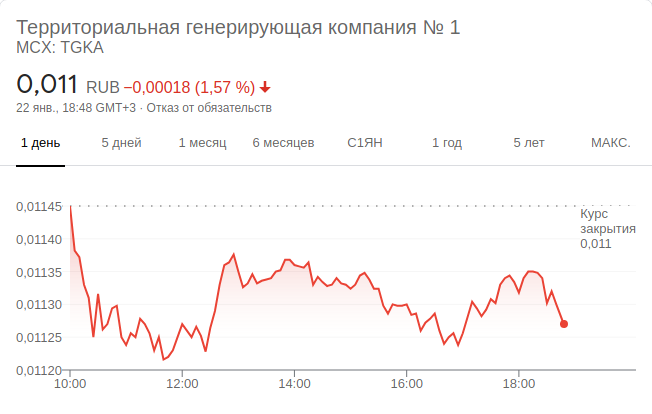 Территориальная генерирующая компания № 1
MCX: TGKA
0,011 RUB −0,00018 (1,57 %)
22 янв., 18:48 GMT+3 · Отказ от обязательств
1 день 5 дней 1 месяц 6 месяцев С1ЯН 1 год 5 лет МАКС.
0,01145
Курс
закрытия
0,011
0,01140
0,01135
0,01130
0,01125
0,01120
10:00 12:00 14:00 16:00 18:00